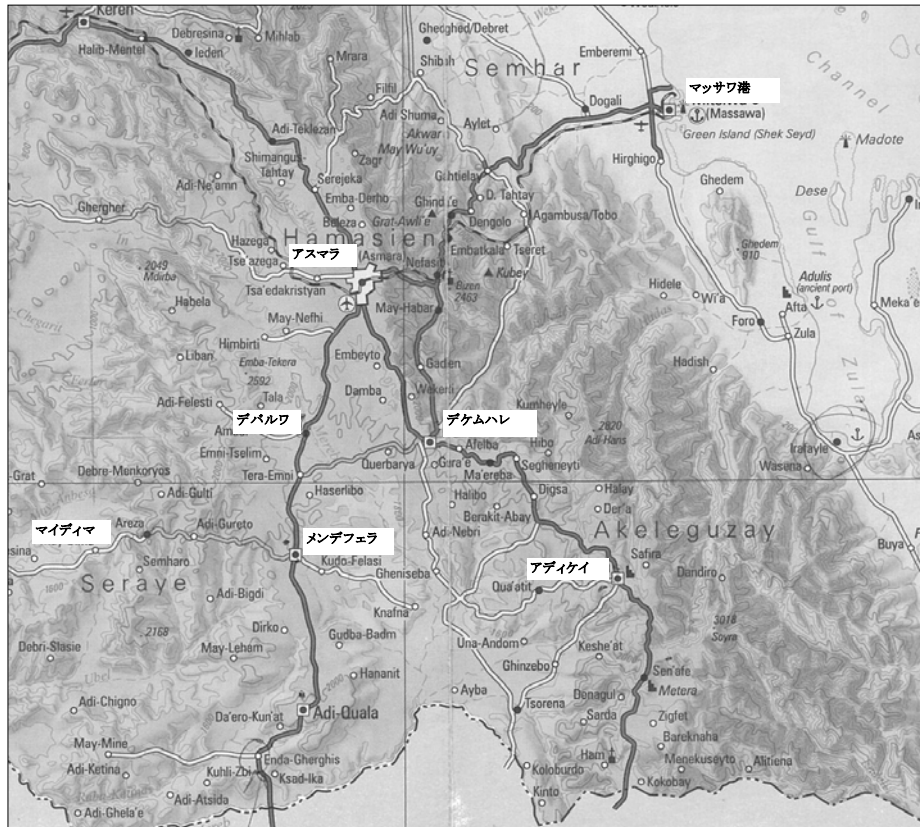 Keren
Debresina
Mihlab
Halib-Mentel
Ieden
Mrara
Gheghed/Debret
Shibah
Semhar
Emberemi
マッサワ港
(Massawa)
Channel
Filfil
Dogali
Green Island (Shek Seyd)
Adi Shuma
Akwar
May Wu'uy
Aylet
Madote
Adi-Teklezan
Shimangus-
Tahtay
Zagr
Hirghigo
Dese
Gulf
Adi-Ne'amn
Serejeka
Emba-Derho
Beleza
Grat-Awli'e
D. Tahtay
Dengolo
Agambusa/Tobo
Ghedem
Ghergher
Hazega
Hamasien
Embatkala
Tseret
Ghedem
910
Tse'azega
アスマラ
(Asmara)
Nefasit
Bizen
2463
Kubey
Adulis
(ancient port)
2049
Mdirba
Tsa'edakristyan
Hidele
Wi'a
Afta
Meka'e
Habela
May-Nefhi
May-Habar
Foro
Zula
Himbirti
Liban
Emba-Tekera
2592
Embeyto
Gaden
Hadish
Damba
Wekerti
Adi-Felesti
Tala
デバルワ
デケムハレ
Kumheyle
2820
Adi-Hans
Irafayle
Emni-Tselim
Afelba
Hibo
Wasena
Debre-Menkoryos
Tera-Emni
Querbarya
Gura'e
Ma'ereba
Segheneyti
Adi-Gulti
Haserlibo
Halibo
Digsa
Halay
Der'a
Berakit-Abay
マイディマ
Areza
Adi-Gureto
メンデフェラ
Adi-Nebri
Akeleguzay
Buya
Semharo
Kudo-Felasi
アディケイ
Safira
Seraye
Gheniseba
Qua'atit
Dandiro
1600
Adi-Bigdi
Knafna
2168
Dirko
3018
Soyra
Debri-Slasie
May-Leham
Gudba-Badm
Una-Andom
Keshe'at
Hananit
Ghinzebo
Sen'afe
Metera
Adi-Chigno
Ayba
Denagul
Adi-Quala
Tsorena
Sarda
Zigfet
Da'ero-Kun'at
Bareknaha
May-Mine
Enda-Gherghis
Ham
Menekuseyto
Alitiena
Adi-Ketina
Kuhli-Zbi
Ksad-Ika
Koloburdo
Kokobay
Adi-Atsida
Kinto
Adi-Ghela'e